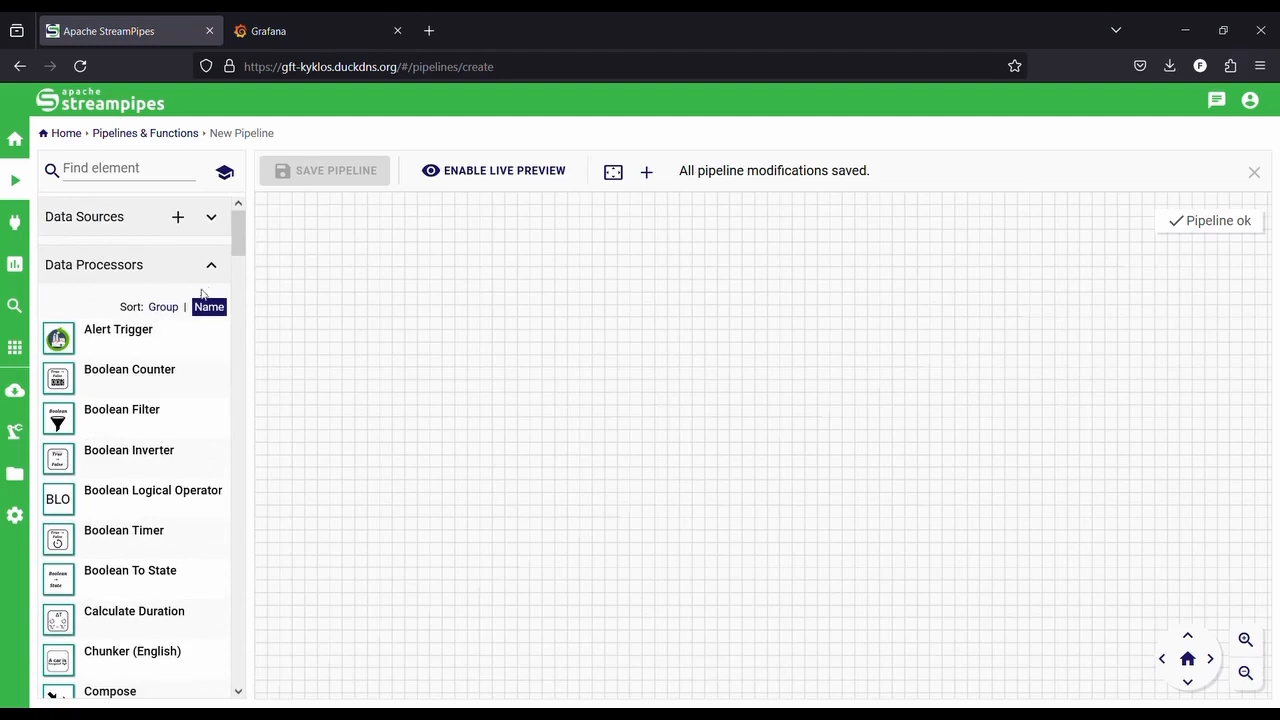 Apache StreamPipes
Grafana
https://gft-kyklos.duckdns.org/#/pipelines/create
F
apache
streampipes
Home › Pipelines & Functions › New Pipeline
Find element
SAVE PIPELINE
ENABLE LIVE PREVIEW
All pipeline modifications saved.
Data Sources
Pipeline ok
Data Processors
Sort: Group | Name
Alert Trigger
Boolean Counter
Boolean Filter
Boolean Inverter
BLO Boolean Logical Operator
Boolean Timer
Boolean To State
Calculate Duration
Chunker (English)
Compose